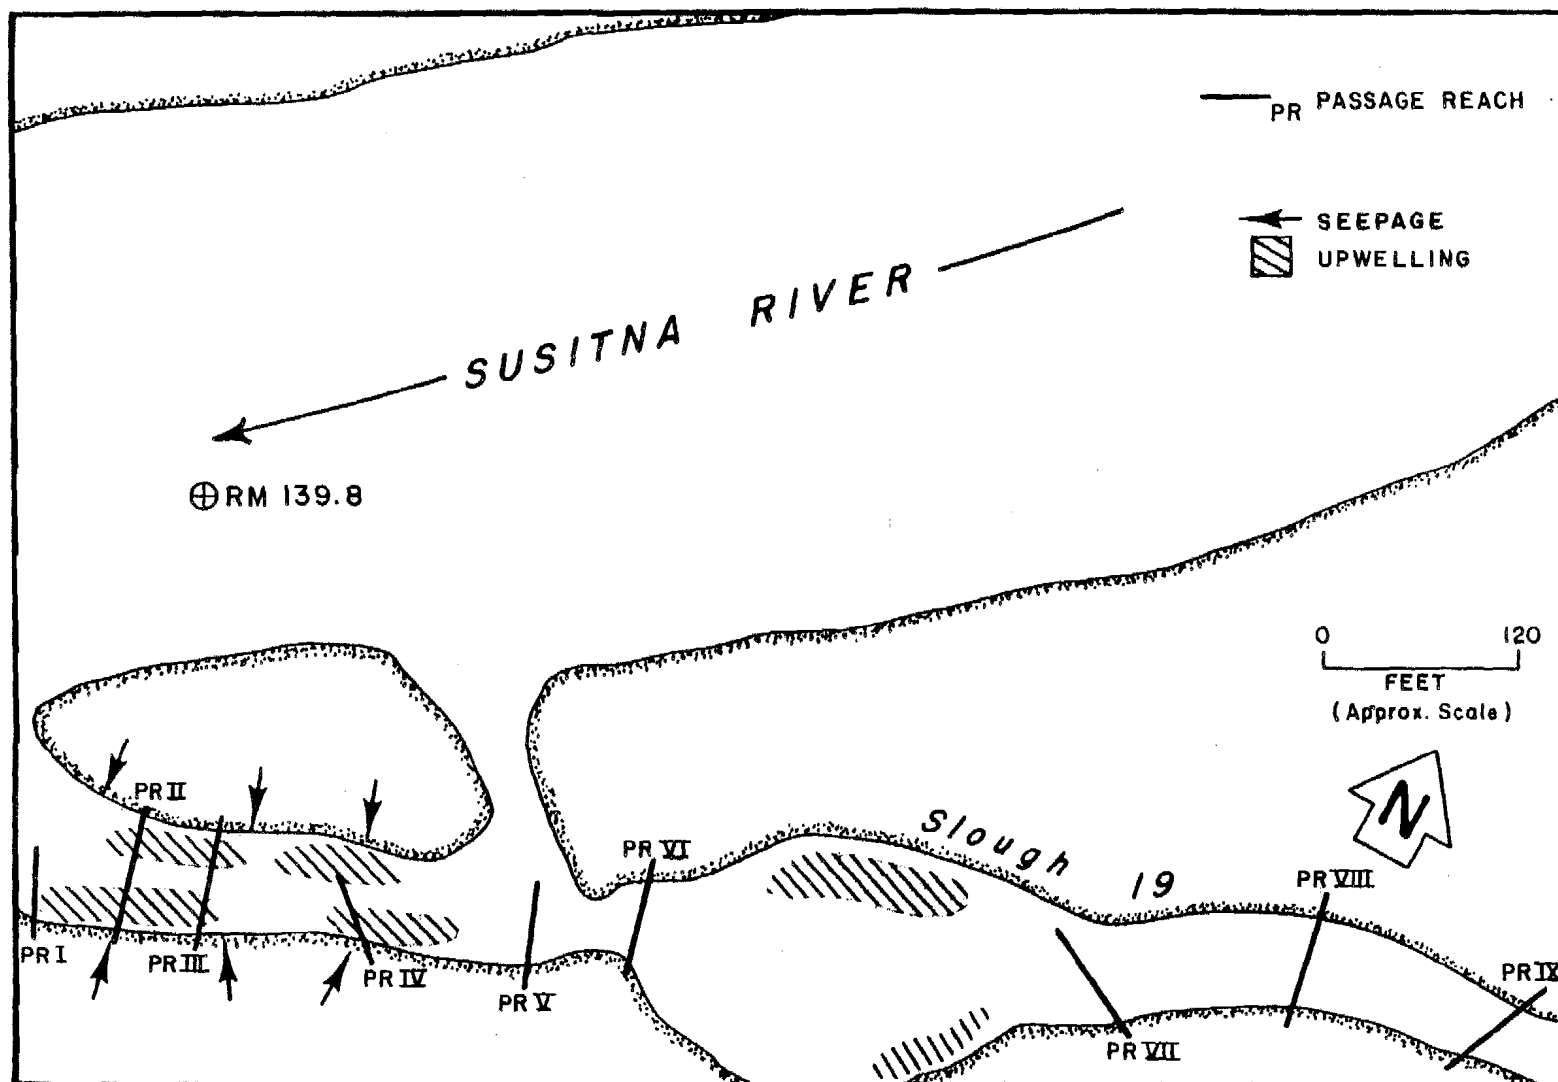 PR PASSAGE REACH
SEEPAGE
UPWELLING
SUSITNA RIVER
RM 139.8
0 120
FEET
(Approx. Scale)
N
PR II
Slough 19
PR VI
PR VIII
PR I
PR III
PR IV
PR V
PR VII
PR IX